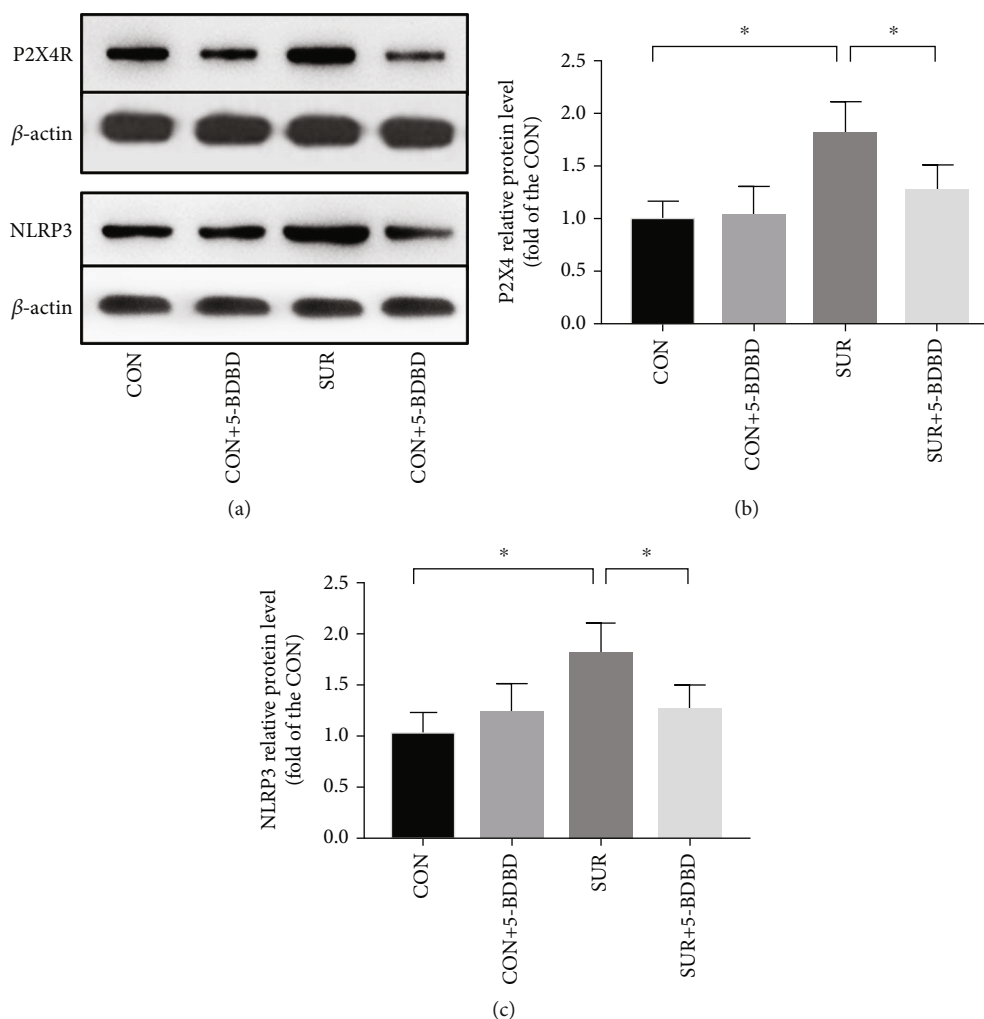 P2X4R
β-actin
NLRP3
β-actin
CON
CON+5-BDBD
SUR
CON+5-BDBD
(a)
* *
2.5
2.0
1.5
1.0
0.5
0.0
P2X4 relative protein level
(fold of the CON)
CON
CON+5-BDBD
SUR
SUR+5-BDBD
(b)
* *
2.5
2.0
1.5
1.0
0.5
0.0
NLRP3 relative protein level
(fold of the CON)
CON
CON+5-BDBD
SUR
SUR+5-BDBD
(c)